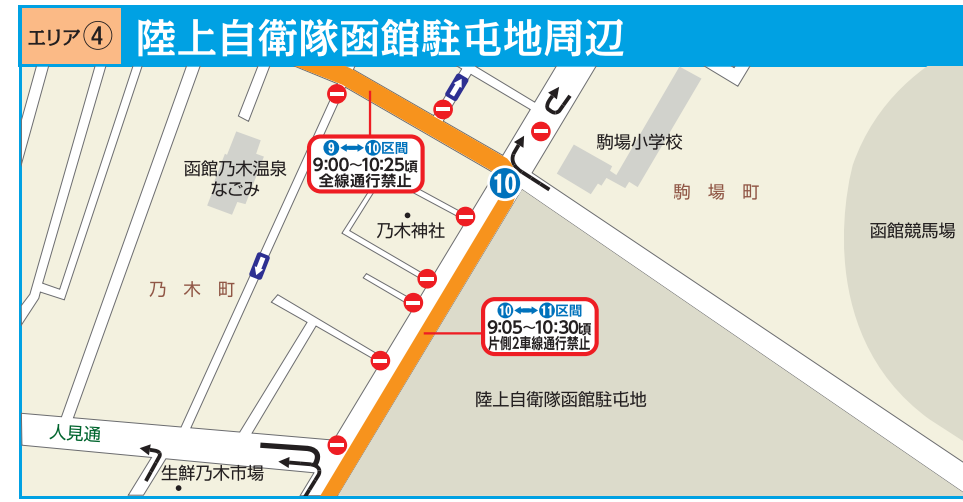 エリア④ 陸上自衛隊函館駐屯地周辺
⑨⟷⑩区間
9:00〜10:25頃
全線通行禁止
10
駒場小学校
函館乃木温泉
なごみ
駒場町
乃木神社
函館競馬場
乃木町
⑩⟷⑪区間
9:05〜10:30頃
片側2車線通行禁止
陸上自衛隊函館駐屯地
人見通
生鮮乃木市場